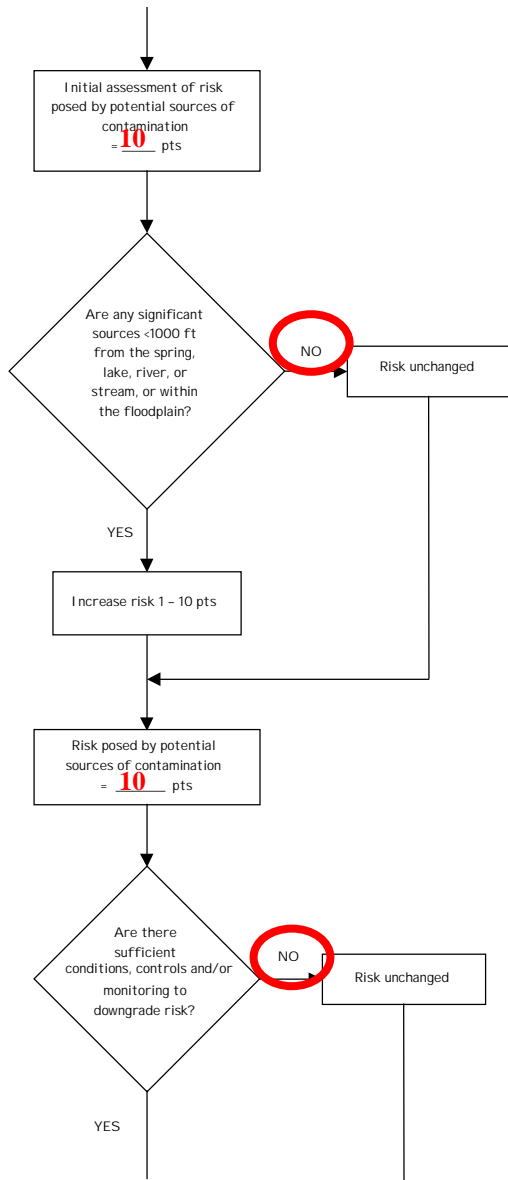 Initial assessment of risk
posed by potential sources of
contamination
= 10 pts
Are any significant
sources <1000 ft
from the spring,
lake, river, or
stream, or within
the floodplain?
NO
Risk unchanged
YES
Increase risk 1 – 10 pts
Risk posed by potential
sources of contamination
= 10 pts
Are there
sufficient
conditions, controls and/or
monitoring to
downgrade risk?
NO
Risk unchanged
YES